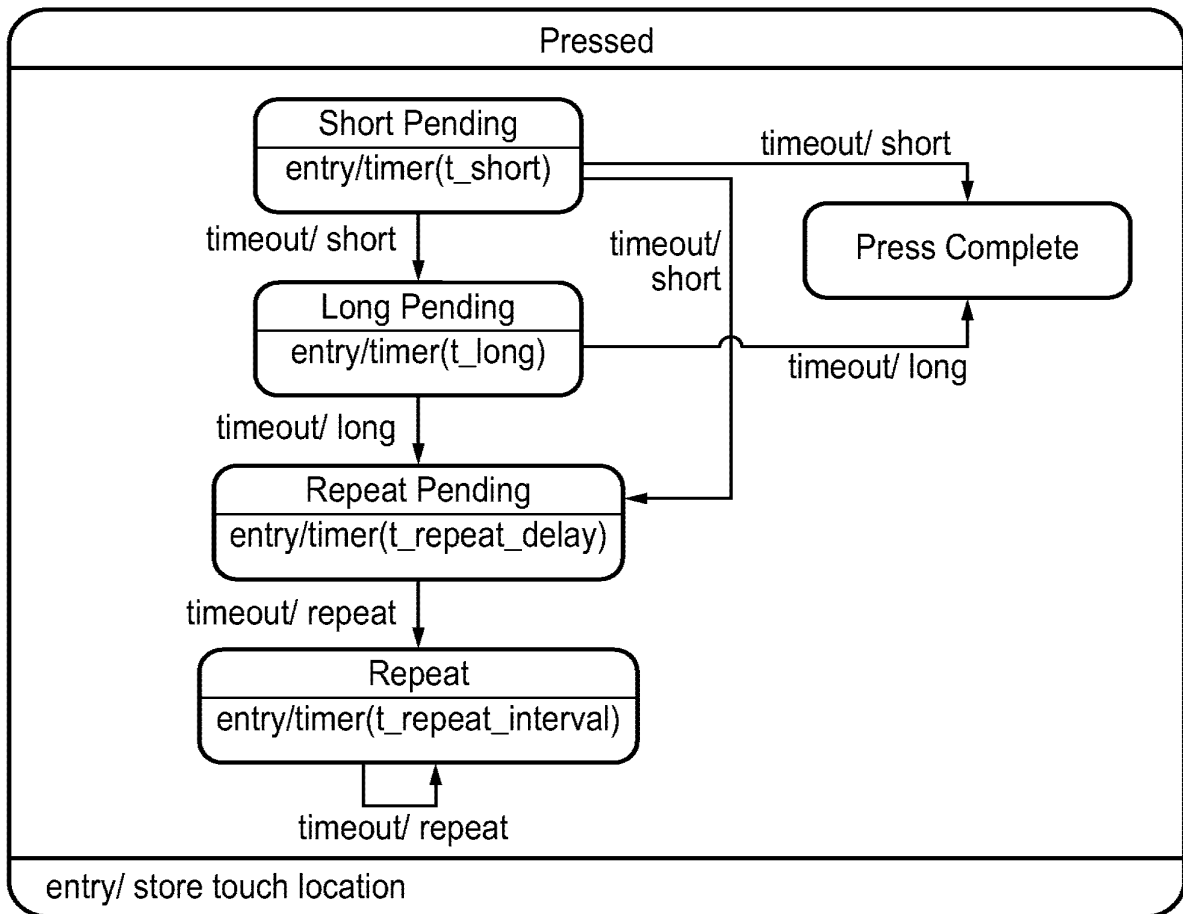 Pressed
Short Pending
entry/timer(t_short)
timeout/ short
timeout/ short
timeout/
short
Press Complete
Long Pending
entry/timer(t_long)
timeout/ long
timeout/ long
Repeat Pending
entry/timer(t_repeat_delay)
timeout/ repeat
Repeat
entry/timer(t_repeat_interval)
timeout/ repeat
entry/ store touch location